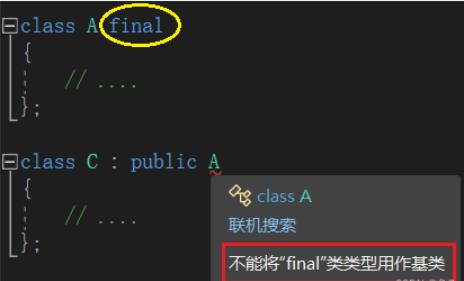 class A final
{
// ....
};
class C : public A
{
// ....
};
class A
联机搜索
不能将“final”类类型用作基类